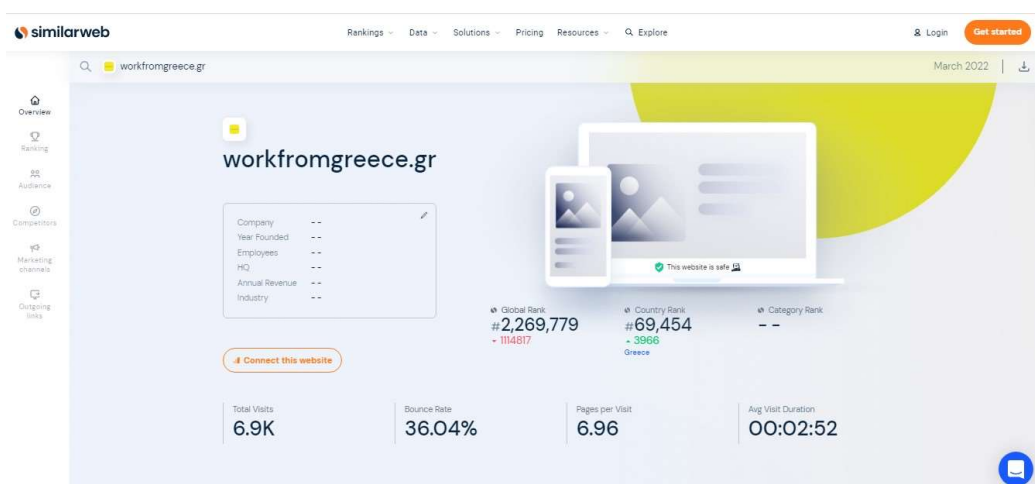 similarweb
Rankings Data Solutions Pricing Resources Explore
Login Get started
workfromgreece.gr March 2022
Overview
Ranking
Audience
Competitors
Marketing
channels
Outgoing
links
workfromgreece.gr
Company - -
Year Founded - -
Employees - -
HQ - -
Annual Revenue - -
Industry - -
Connect this website
This website is safe
Global Rank
#2,269,779
1114817
Country Rank
#69,454
3966
Greece
Category Rank
- -
Total Visits
6.9K
Bounce Rate
36.04%
Pages per Visit
6.96
Avg Visit Duration
00:02:52